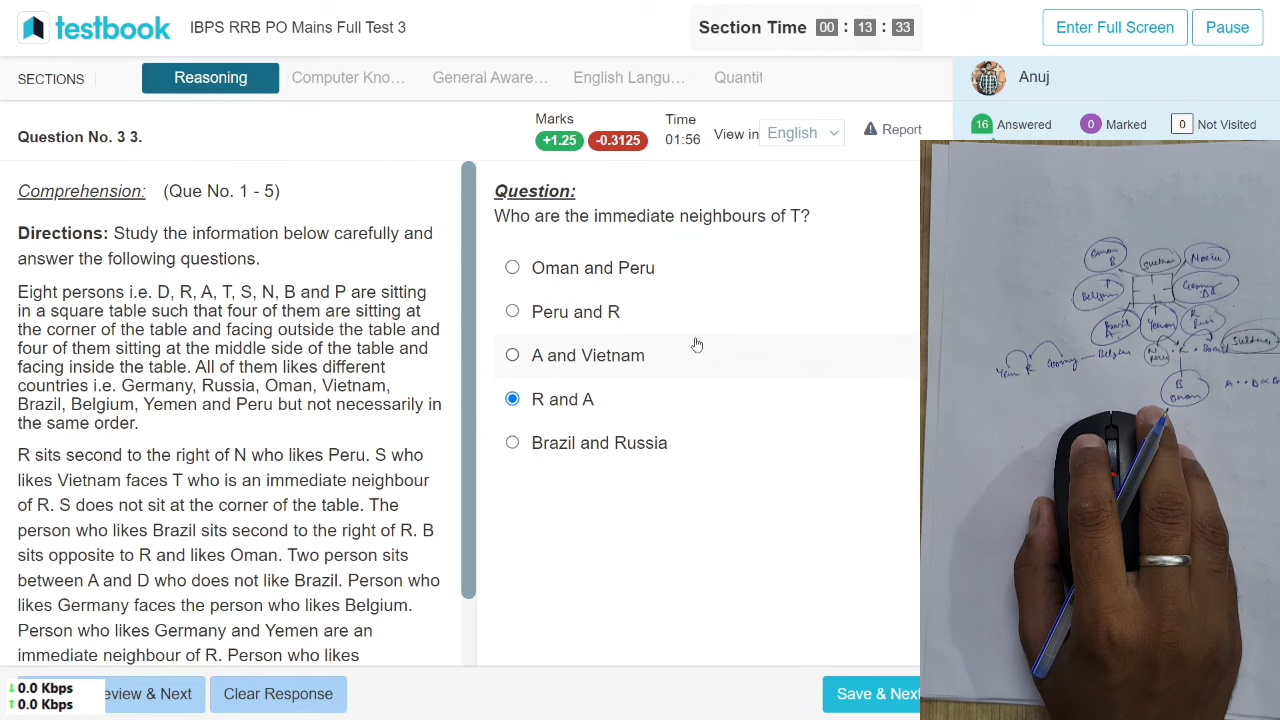 testbook
IBPS RRB PO Mains Full Test 3
Section Time 00 : 13 : 33
Enter Full Screen
Pause
SECTIONS
Reasoning
Computer Kno...
General Aware...
English Langu...
Quantit
Anuj
16 Answered
0 Marked
0 Not Visited
Question No. 3 3.
Marks
+1.25 -0.3125
Time
01:56
View in English
Report
Comprehension: (Que No. 1 - 5)
Directions: Study the information below carefully and
answer the following questions.
Eight persons i.e. D, R, A, T, S, N, B and P are sitting
in a square table such that four of them are sitting at
the corner of the table and facing outside the table and
four of them sitting at the middle side of the table and
facing inside the table. All of them likes different
countries i.e. Germany, Russia, Oman, Vietnam,
Brazil, Belgium, Yemen and Peru but not necessarily in
the same order.
R sits second to the right of N who likes Peru. S who
likes Vietnam faces T who is an immediate neighbour
of R. S does not sit at the corner of the table. The
person who likes Brazil sits second to the right of R. B
sits opposite to R and likes Oman. Two person sits
between A and D who does not like Brazil. Person who
likes Germany faces the person who likes Belgium.
Person who likes Germany and Yemen are an
immediate neighbour of R. Person who likes
Question:
Who are the immediate neighbours of T?
Oman and Peru
Peru and R
A and Vietnam
R and A
Brazil and Russia
eview & Next
Clear Response
Save & Nex
0.0 Kbps
0.0 Kbps
Oman
B
Belgium
Yemen
R
N
Peru
B
Oman